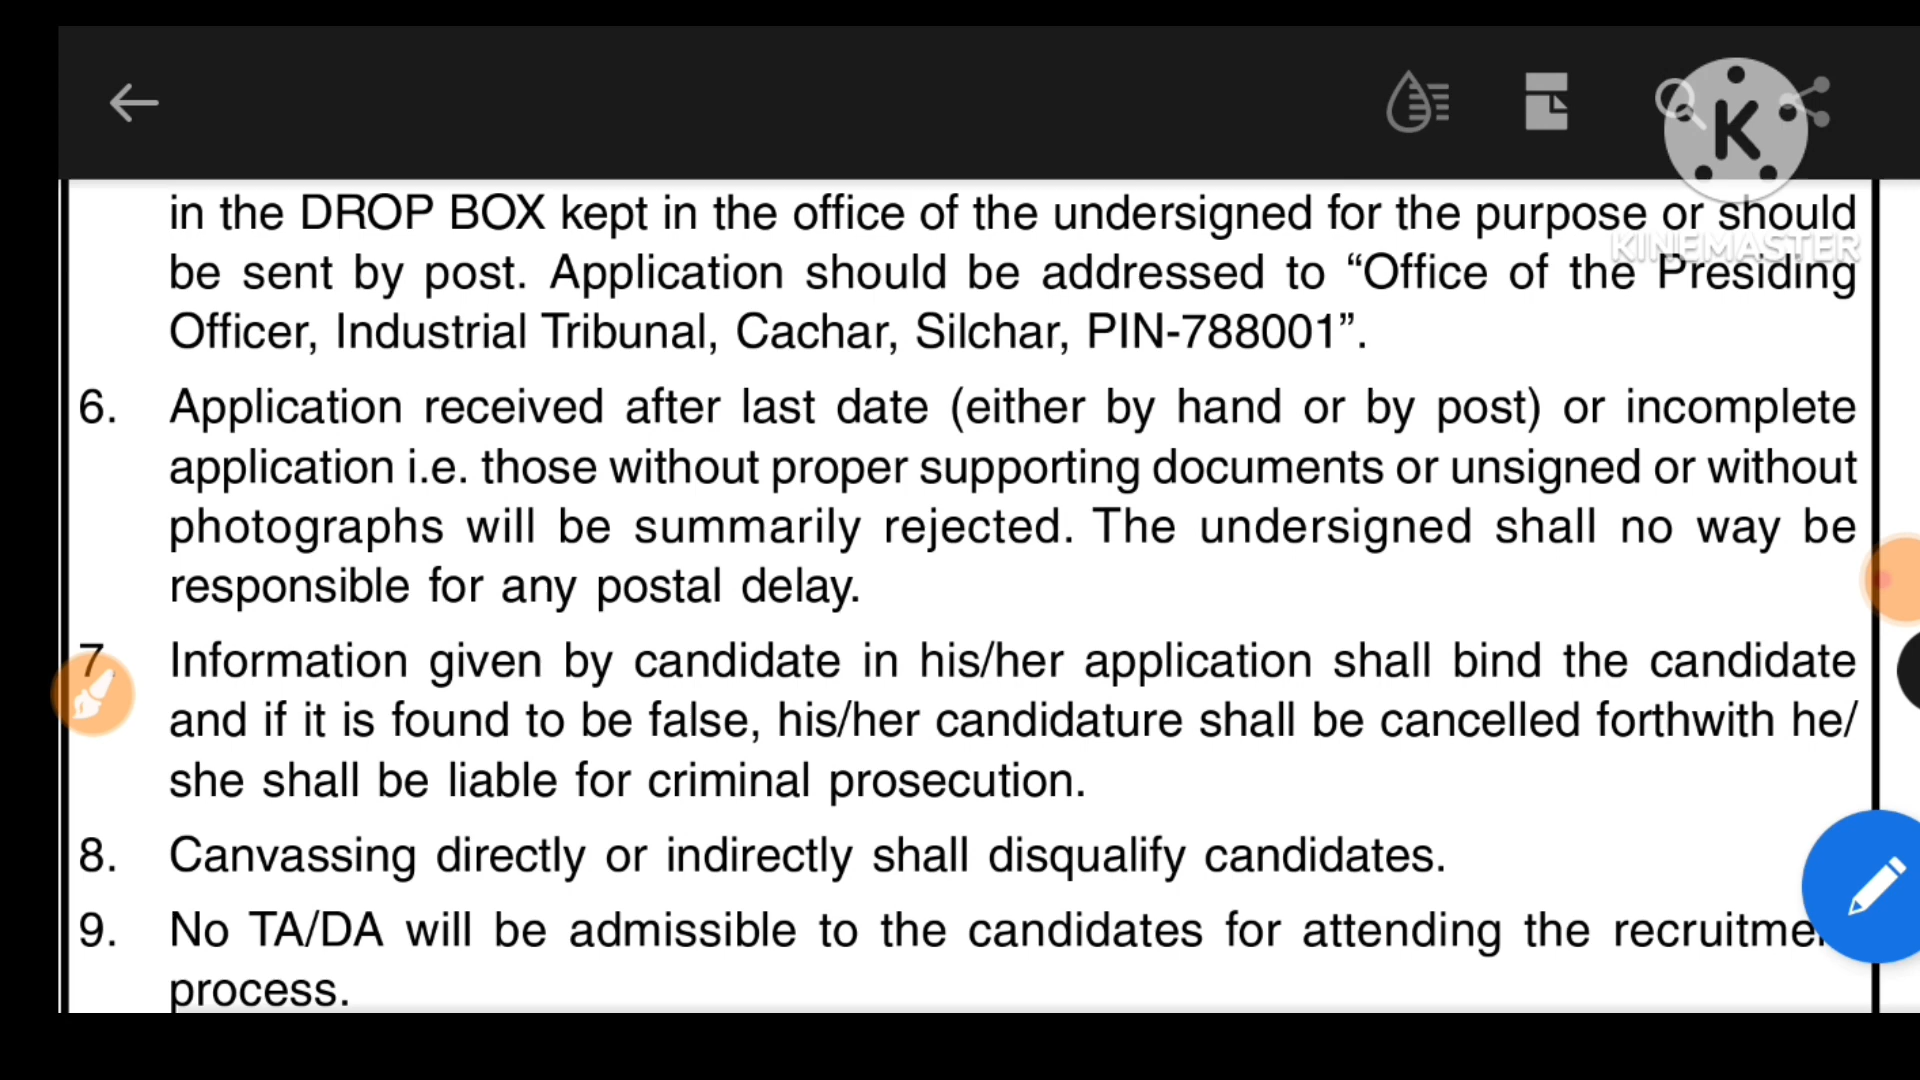 K
KINEMASTER
in the DROP BOX kept in the office of the undersigned for the purpose or should
be sent by post. Application should be addressed to “Office of the Presiding
Officer, Industrial Tribunal, Cachar, Silchar, PIN-788001”.
6. Application received after last date (either by hand or by post) or incomplete
application i.e. those without proper supporting documents or unsigned or without
photographs will be summarily rejected. The undersigned shall no way be
responsible for any postal delay.
7 Information given by candidate in his/her application shall bind the candidate
and if it is found to be false, his/her candidature shall be cancelled forthwith he/
she shall be liable for criminal prosecution.
8. Canvassing directly or indirectly shall disqualify candidates.
9. No TA/DA will be admissible to the candidates for attending the
process.